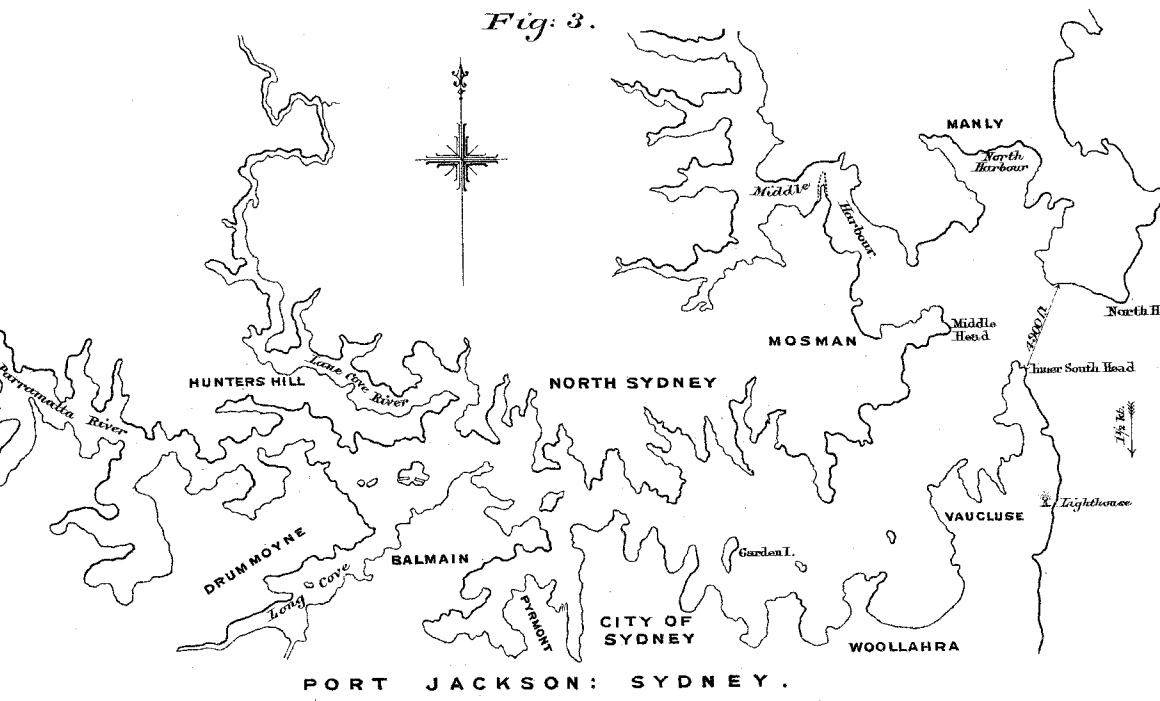 Fig: 3.
MANLY
North
Harbour
Middle
Harbour
North H
4900 ft
Middle
Head
MOSMAN
Inner South Head
Lane Cove
River
HUNTERS HILL
NORTH SYDNEY
Parramatta River
1½ kt.
Lighthouse
VAUCLUSE
DRUMMOYNE
BALMAIN
Garden I.
Long Cove
PYRMONT
CITY OF
SYDNEY
WOOLLAHRA
PORT JACKSON: SYDNEY.